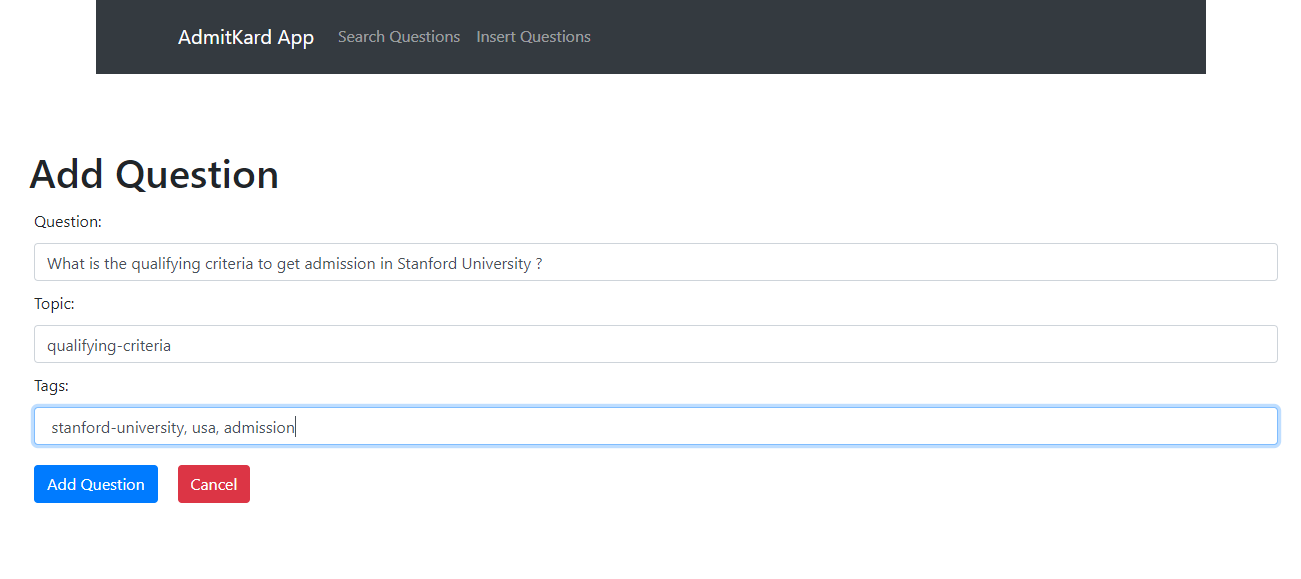 AdmitKard App Search Questions Insert Questions
Add Question
Question:
What is the qualifying criteria to get admission in Stanford University ?
Topic:
qualifying-criteria
Tags:
stanford-university, usa, admission
Add Question Cancel